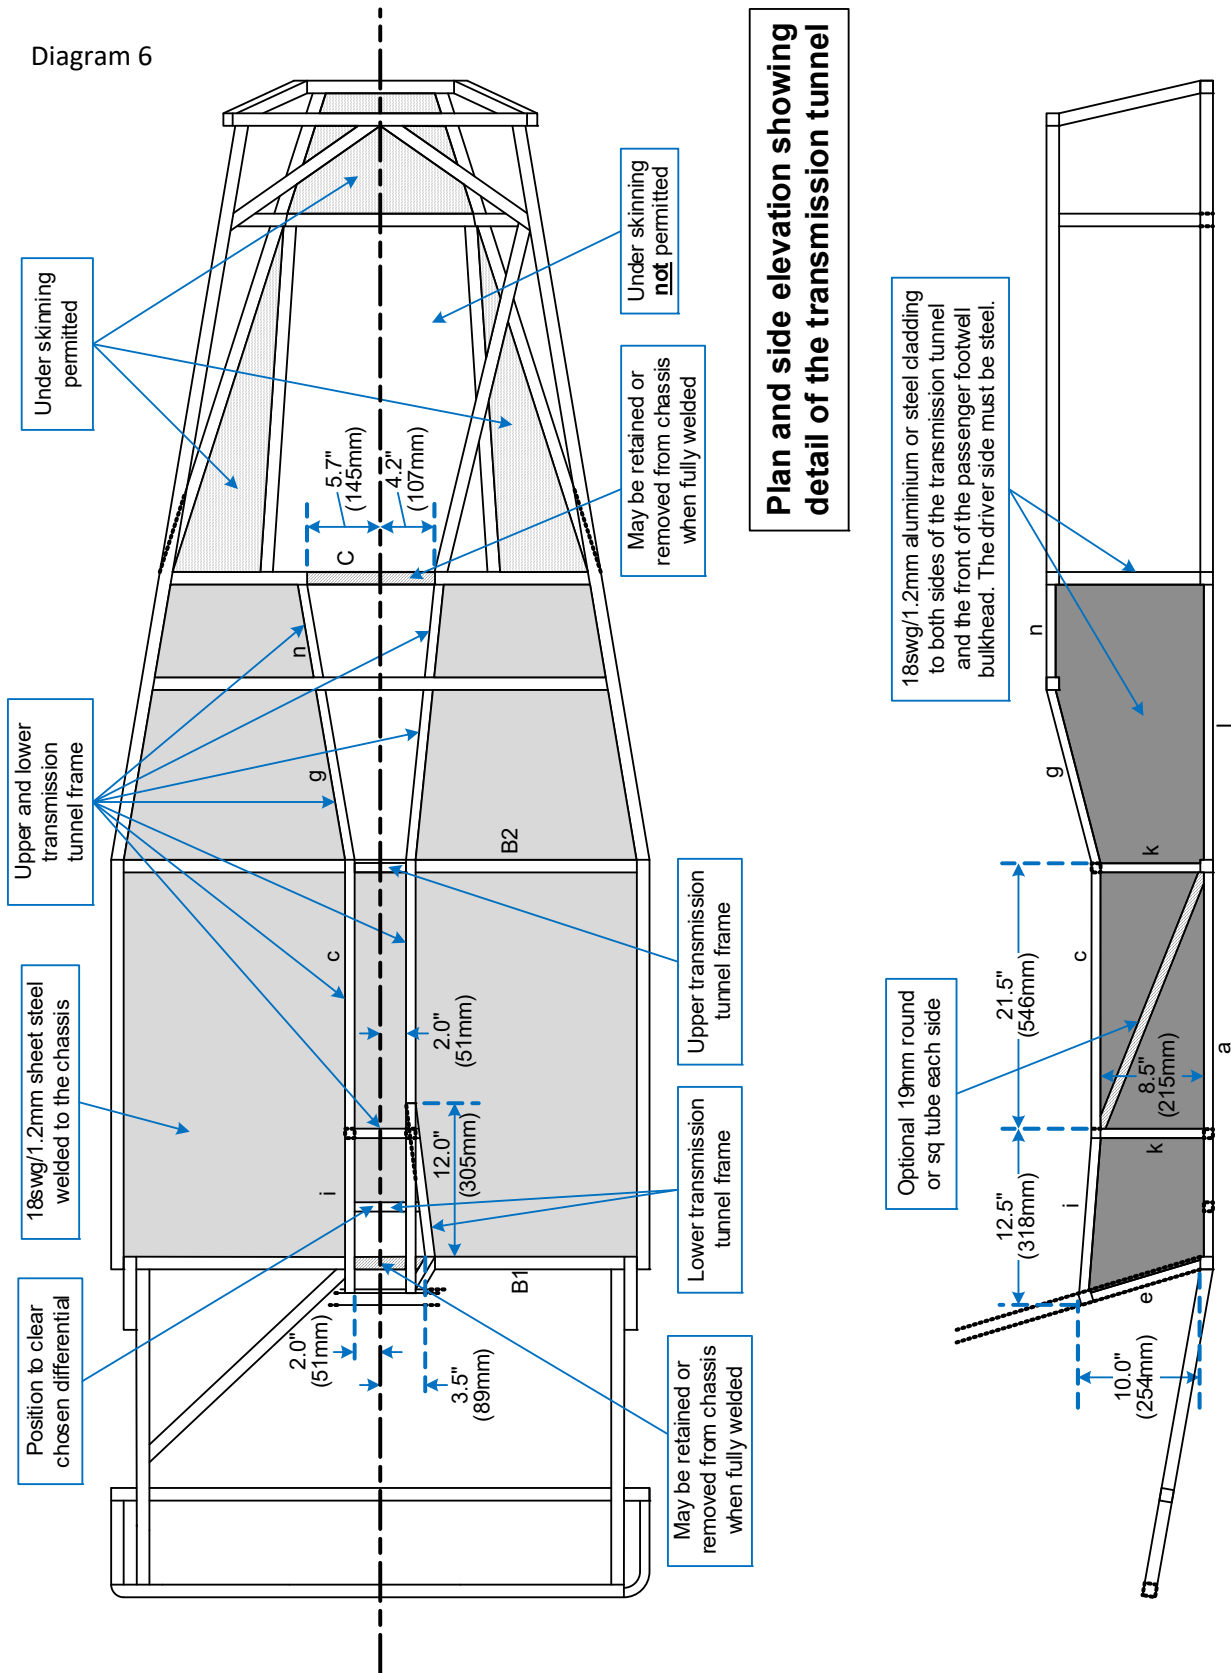 Diagram 6
Plan and side elevation showing
detail of the transmission tunnel
Under skinning
permitted
Under skinning
not permitted
Upper and lower
transmission
tunnel frame
May be retained or
removed from chassis
when fully welded
5.7"
(145mm)
4.2"
(107mm)
C
n
g
B2
c
i
B1
18swg/1.2mm sheet steel
welded to the chassis
2.0"
(51mm)
Upper transmission
tunnel frame
12.0"
(305mm)
Lower transmission
tunnel frame
Position to clear
chosen differential
2.0"
(51mm)
3.5"
(89mm)
May be retained or
removed from chassis
when fully welded
18swg/1.2mm aluminium or steel cladding
to both sides of the transmission tunnel
and the front of the passenger footwell
bulkhead. The driver side must be steel.
n
g
l
k
c
21.5"
(546mm)
Optional 19mm round
or sq tube each side
8.5"
(215mm)
a
k
i
12.5"
(318mm)
e
10.0"
(254mm)